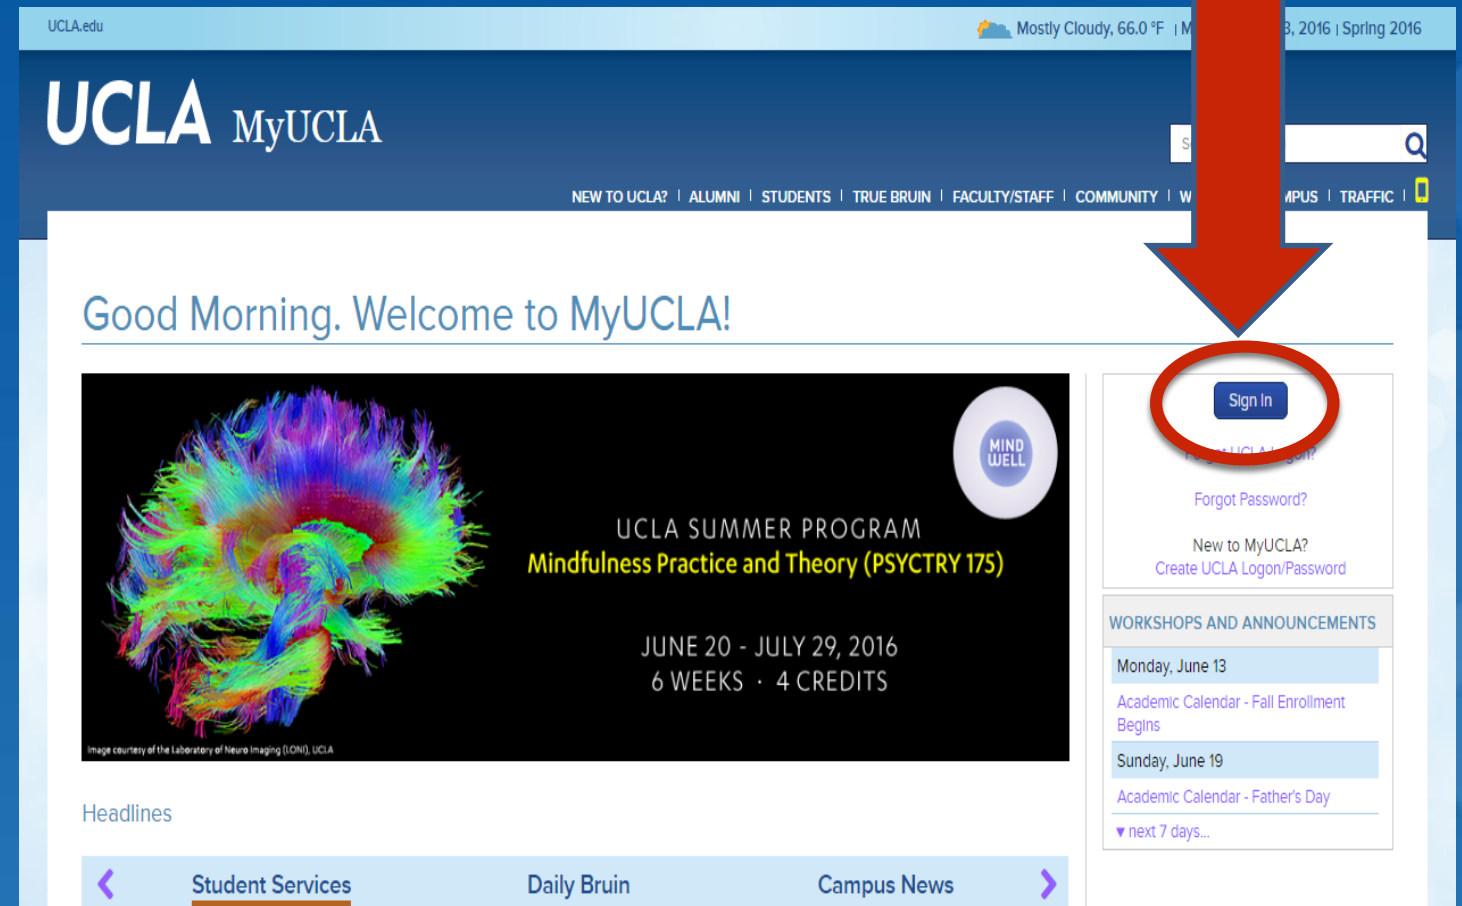 UCLA.edu
Mostly Cloudy, 66.0 °F | M 3, 2016 | Spring 2016
UCLA MyUCLA
NEW TO UCLA? | ALUMNI | STUDENTS | TRUE BRUIN | FACULTY/STAFF | COMMUNITY | W MPUS | TRAFFIC |
Good Morning. Welcome to MyUCLA!
MIND
WELL
UCLA SUMMER PROGRAM
Mindfulness Practice and Theory (PSYCTRY 175)
JUNE 20 - JULY 29, 2016
6 WEEKS · 4 CREDITS
Image courtesy of the Laboratory of Neuro Imaging (LONI), UCLA
Sign In
Forgot UCLA Logon?
Forgot Password?
New to MyUCLA?
Create UCLA Logon/Password
WORKSHOPS AND ANNOUNCEMENTS
Monday, June 13
Academic Calendar - Fall Enrollment
Begins
Sunday, June 19
Academic Calendar - Father's Day
▼ next 7 days...
Headlines
Student Services
Daily Bruin
Campus News